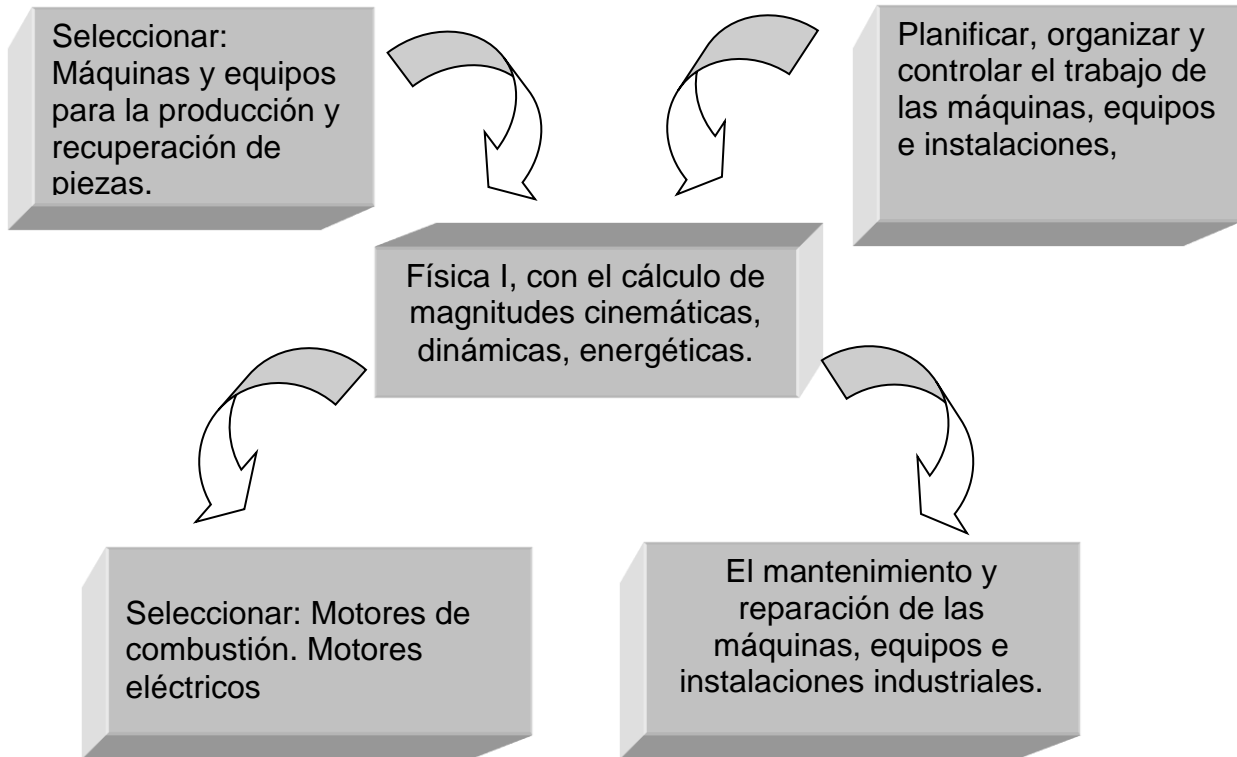 Seleccionar:
Máquinas y equipos
para la producción y
recuperación de
piezas.
Planificar, organizar y
controlar el trabajo de
las máquinas, equipos
e instalaciones,
Física I, con el cálculo de
magnitudes cinemáticas,
dinámicas, energéticas.
Seleccionar: Motores de
combustión. Motores
eléctricos
El mantenimiento y
reparación de las
máquinas, equipos e
instalaciones industriales.